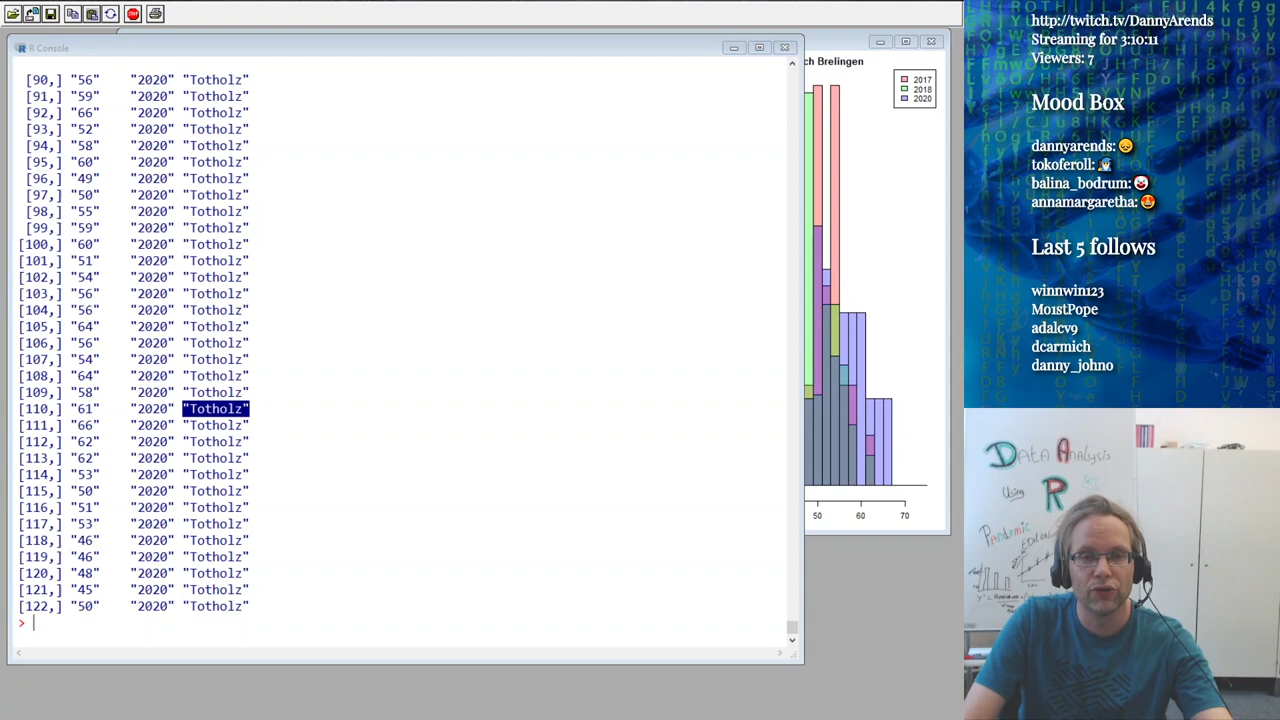 R Console
[90,] "56" "2020" "Totholz"
[91,] "59" "2020" "Totholz"
[92,] "66" "2020" "Totholz"
[93,] "52" "2020" "Totholz"
[94,] "58" "2020" "Totholz"
[95,] "60" "2020" "Totholz"
[96,] "49" "2020" "Totholz"
[97,] "50" "2020" "Totholz"
[98,] "55" "2020" "Totholz"
[99,] "59" "2020" "Totholz"
[100,] "60" "2020" "Totholz"
[101,] "51" "2020" "Totholz"
[102,] "54" "2020" "Totholz"
[103,] "56" "2020" "Totholz"
[104,] "56" "2020" "Totholz"
[105,] "64" "2020" "Totholz"
[106,] "56" "2020" "Totholz"
[107,] "54" "2020" "Totholz"
[108,] "64" "2020" "Totholz"
[109,] "58" "2020" "Totholz"
[110,] "61" "2020" "Totholz"
[111,] "66" "2020" "Totholz"
[112,] "62" "2020" "Totholz"
[113,] "62" "2020" "Totholz"
[114,] "53" "2020" "Totholz"
[115,] "50" "2020" "Totholz"
[116,] "51" "2020" "Totholz"
[117,] "53" "2020" "Totholz"
[118,] "46" "2020" "Totholz"
[119,] "46" "2020" "Totholz"
[120,] "48" "2020" "Totholz"
[121,] "45" "2020" "Totholz"
[122,] "50" "2020" "Totholz"
>
ch Brelingen
2017
2018
2020
50 60 70
http://twitch.tv/DannyArends
Streaming for 3:10:11
Viewers: 7
Mood Box
dannyarends:
tokoferoll:
balina_bodrum:
annamargaretha:
Last 5 follows
winnwin123
Mo1stPope
adalcv9
dcarmich
danny_johno
Data Analysis
Using R
Pandemic
Edition
STOP